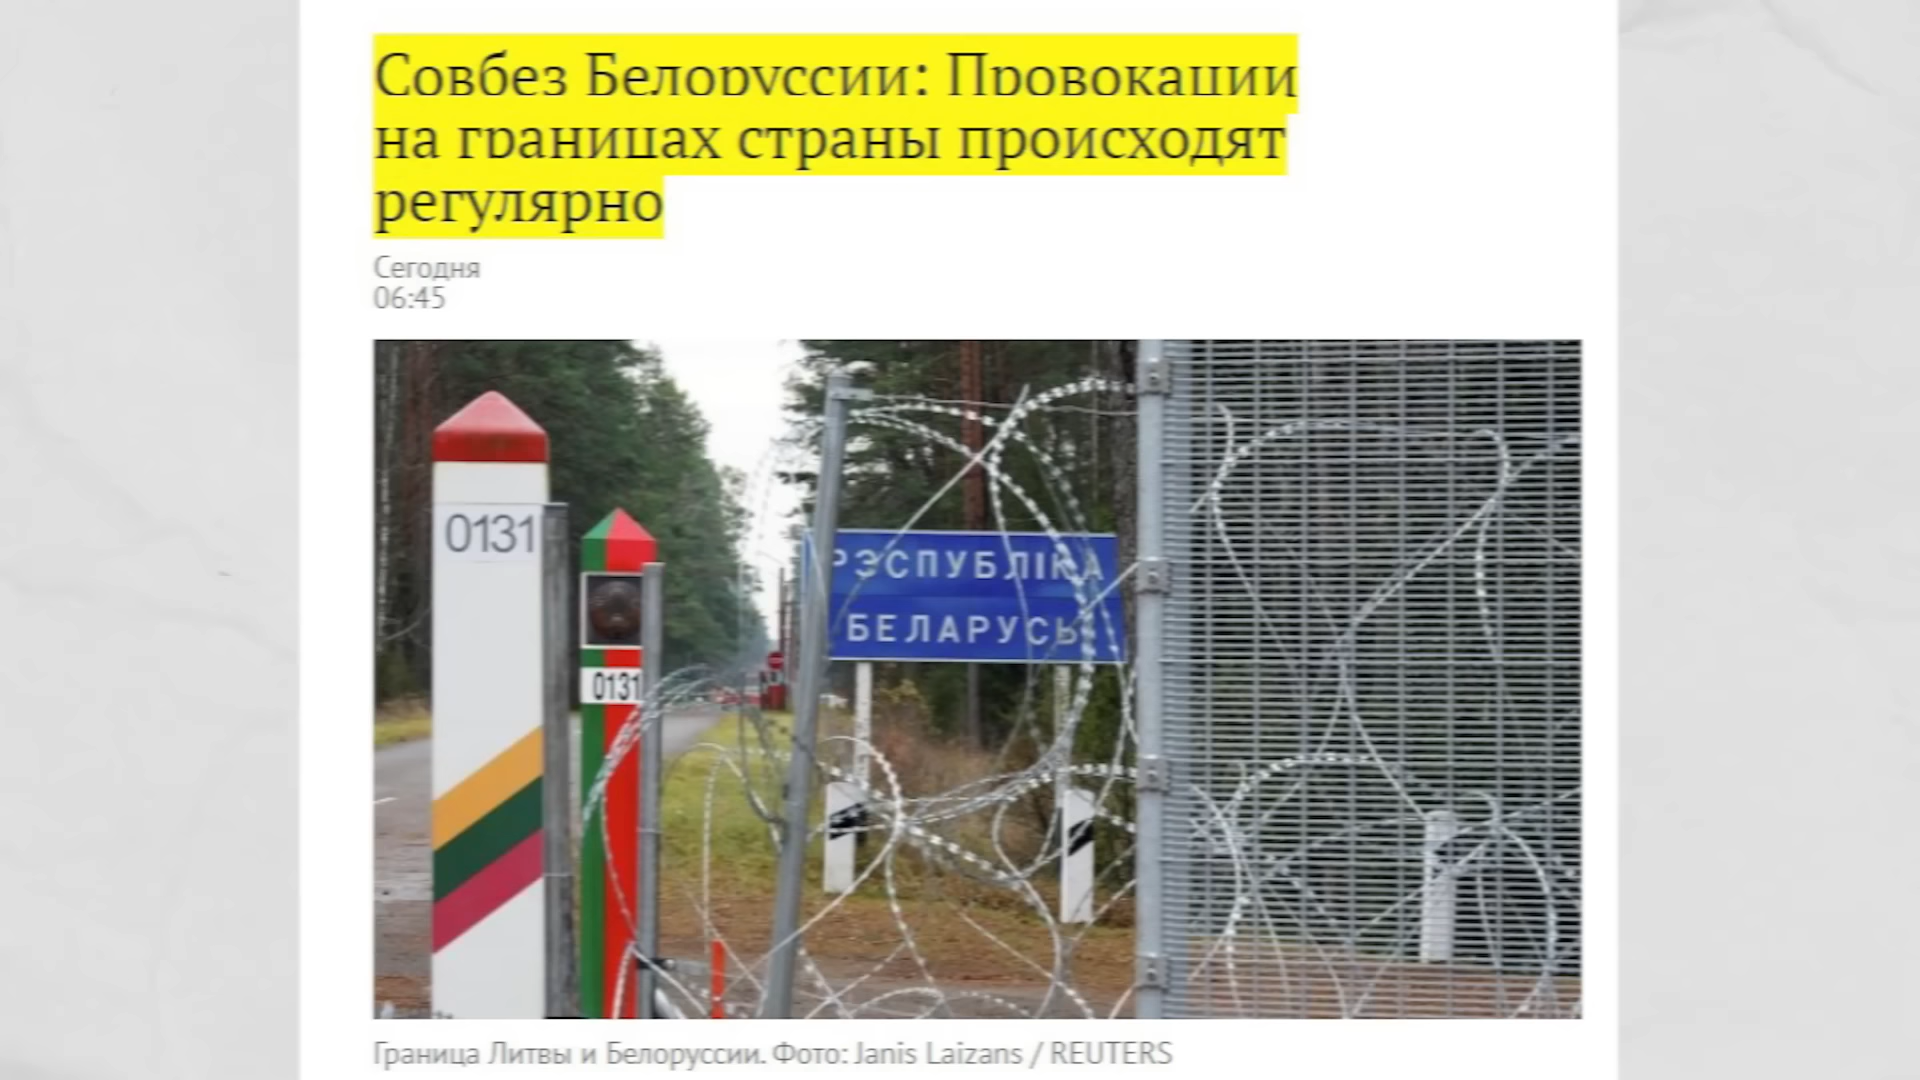 Совбез Белоруссии: Провокации
на границах страны происходят
регулярно
Сегодня
06:45
0131
0131
РЭСПУБЛІКА
БЕЛАРУСЬ
Граница Литвы и Белоруссии. Фото: Janis Laizans / REUTERS